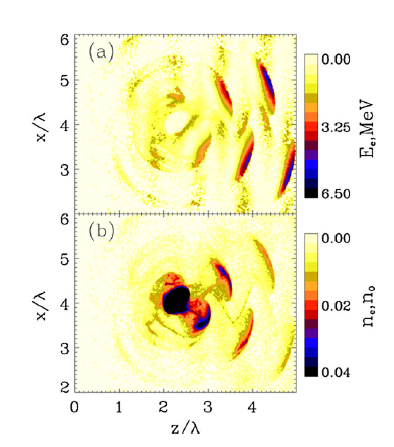 6
(a)
0.00
5
x/λ
4
3.25
E_e,MeV
3
6.50
6
(b)
0.00
5
x/λ
4
0.02
n_e,n_o
3
2
0.04
0 1 2 3 4
z/λ